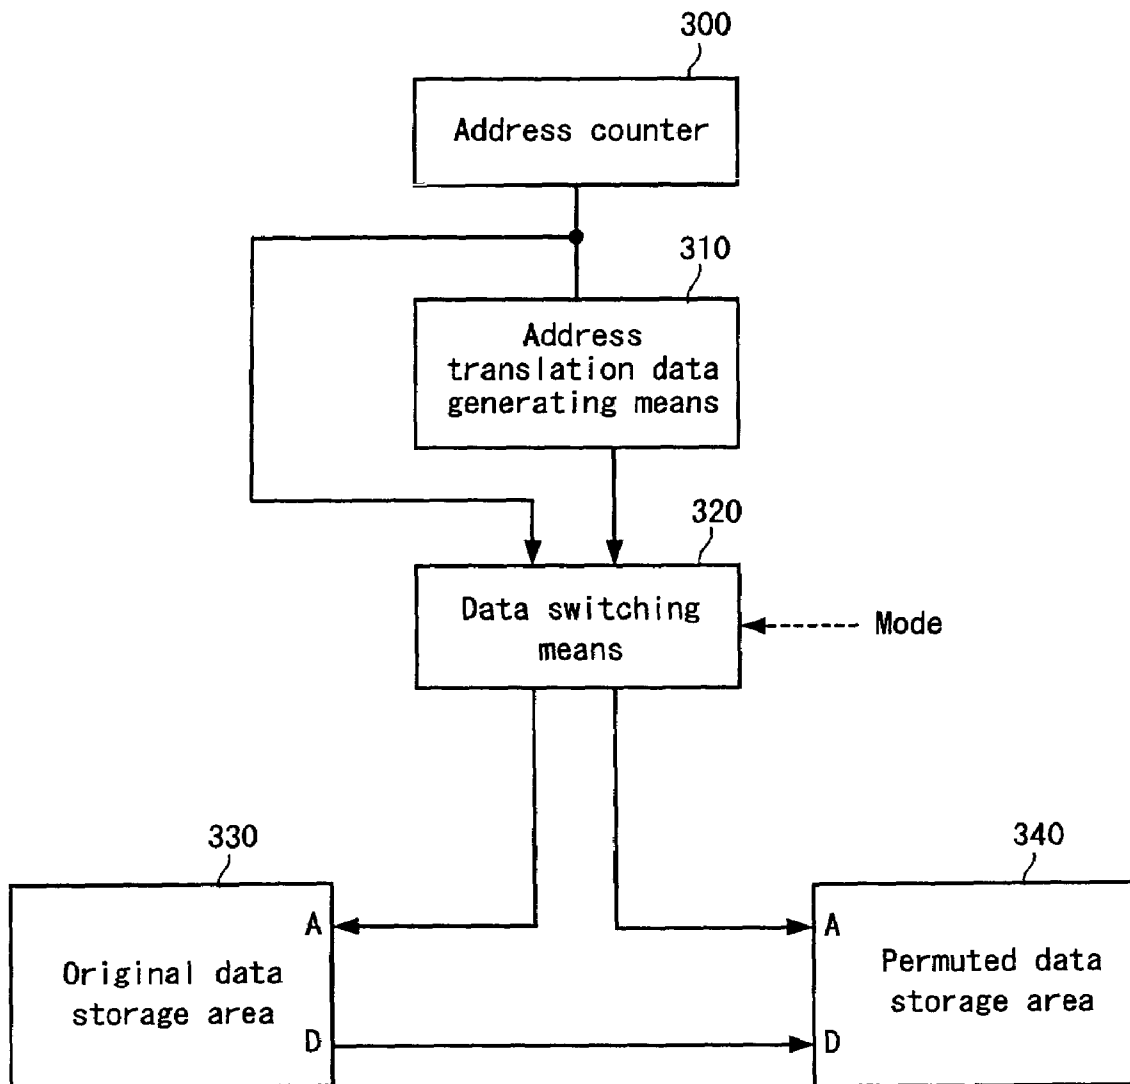 300
Address counter
310
Address
translation data
generating means
320
Data switching
means
Mode
330
340
A
A
Original data
storage area
Permuted data
storage area
D
D